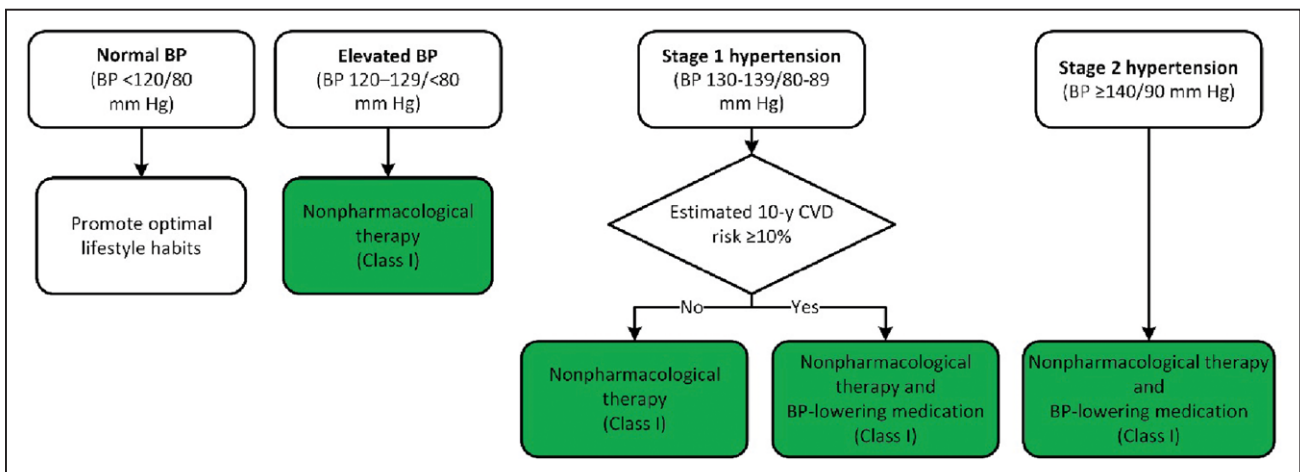 Normal BP
(BP <120/80
mm Hg)
Elevated BP
(BP 120–129/<80
mm Hg)
Stage 1 hypertension
(BP 130-139/80-89
mm Hg)
Stage 2 hypertension
(BP ≥140/90 mm Hg)
Promote optimal
lifestyle habits
Nonpharmacological
therapy
(Class I)
Estimated 10-y CVD
risk ≥10%
No
Yes
Nonpharmacological
therapy
(Class I)
Nonpharmacological
therapy and
BP-lowering medication
(Class I)
Nonpharmacological therapy
and
BP-lowering medication
(Class I)